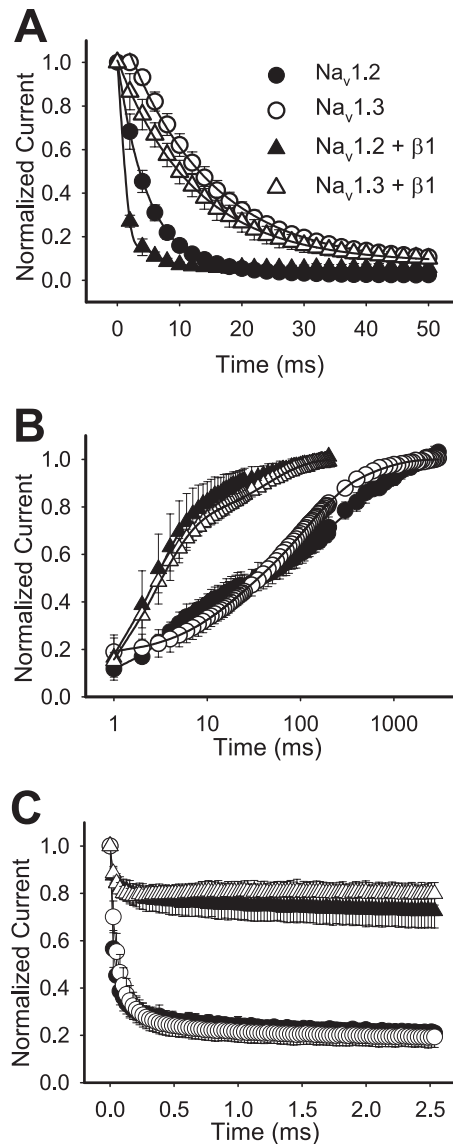 A
Normalized Current
1.0
0.8
0.6
0.4
0.2
0.0
Nav1.2
Nav1.3
Nav1.2 + β1
Nav1.3 + β1
0 10 20 30 40 50
Time (ms)
B
Normalized Current
1.0
0.8
0.6
0.4
0.2
0.0
1 10 100 1000
Time (ms)
C
Normalized Current
1.0
0.8
0.6
0.4
0.2
0.0
0.0 0.5 1.0 1.5 2.0 2.5
Time (ms)